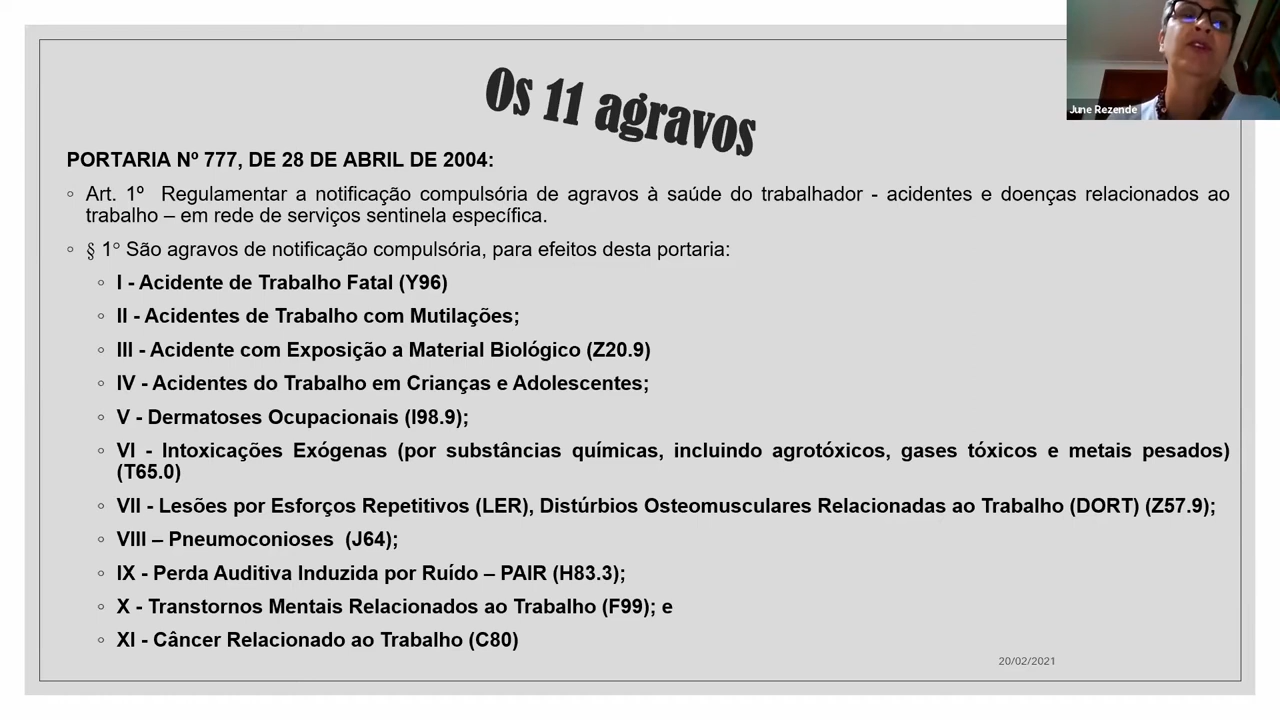 Os 11 agravos
June Rezende
PORTARIA Nº 777, DE 28 DE ABRIL DE 2004:
◦ Art. 1º Regulamentar a notificação compulsória de agravos à saúde do trabalhador - acidentes e doenças relacionados ao
trabalho – em rede de serviços sentinela específica.
◦ § 1° São agravos de notificação compulsória, para efeitos desta portaria:
◦ I - Acidente de Trabalho Fatal (Y96)
◦ II - Acidentes de Trabalho com Mutilações;
◦ III - Acidente com Exposição a Material Biológico (Z20.9)
◦ IV - Acidentes do Trabalho em Crianças e Adolescentes;
◦ V - Dermatoses Ocupacionais (I98.9);
◦ VI - Intoxicações Exógenas (por substâncias químicas, incluindo agrotóxicos, gases tóxicos e metais pesados)
(T65.0)
◦ VII - Lesões por Esforços Repetitivos (LER), Distúrbios Osteomusculares Relacionadas ao Trabalho (DORT) (Z57.9);
◦ VIII – Pneumoconioses (J64);
◦ IX - Perda Auditiva Induzida por Ruído – PAIR (H83.3);
◦ X - Transtornos Mentais Relacionados ao Trabalho (F99); e
◦ XI - Câncer Relacionado ao Trabalho (C80)
20/02/2021